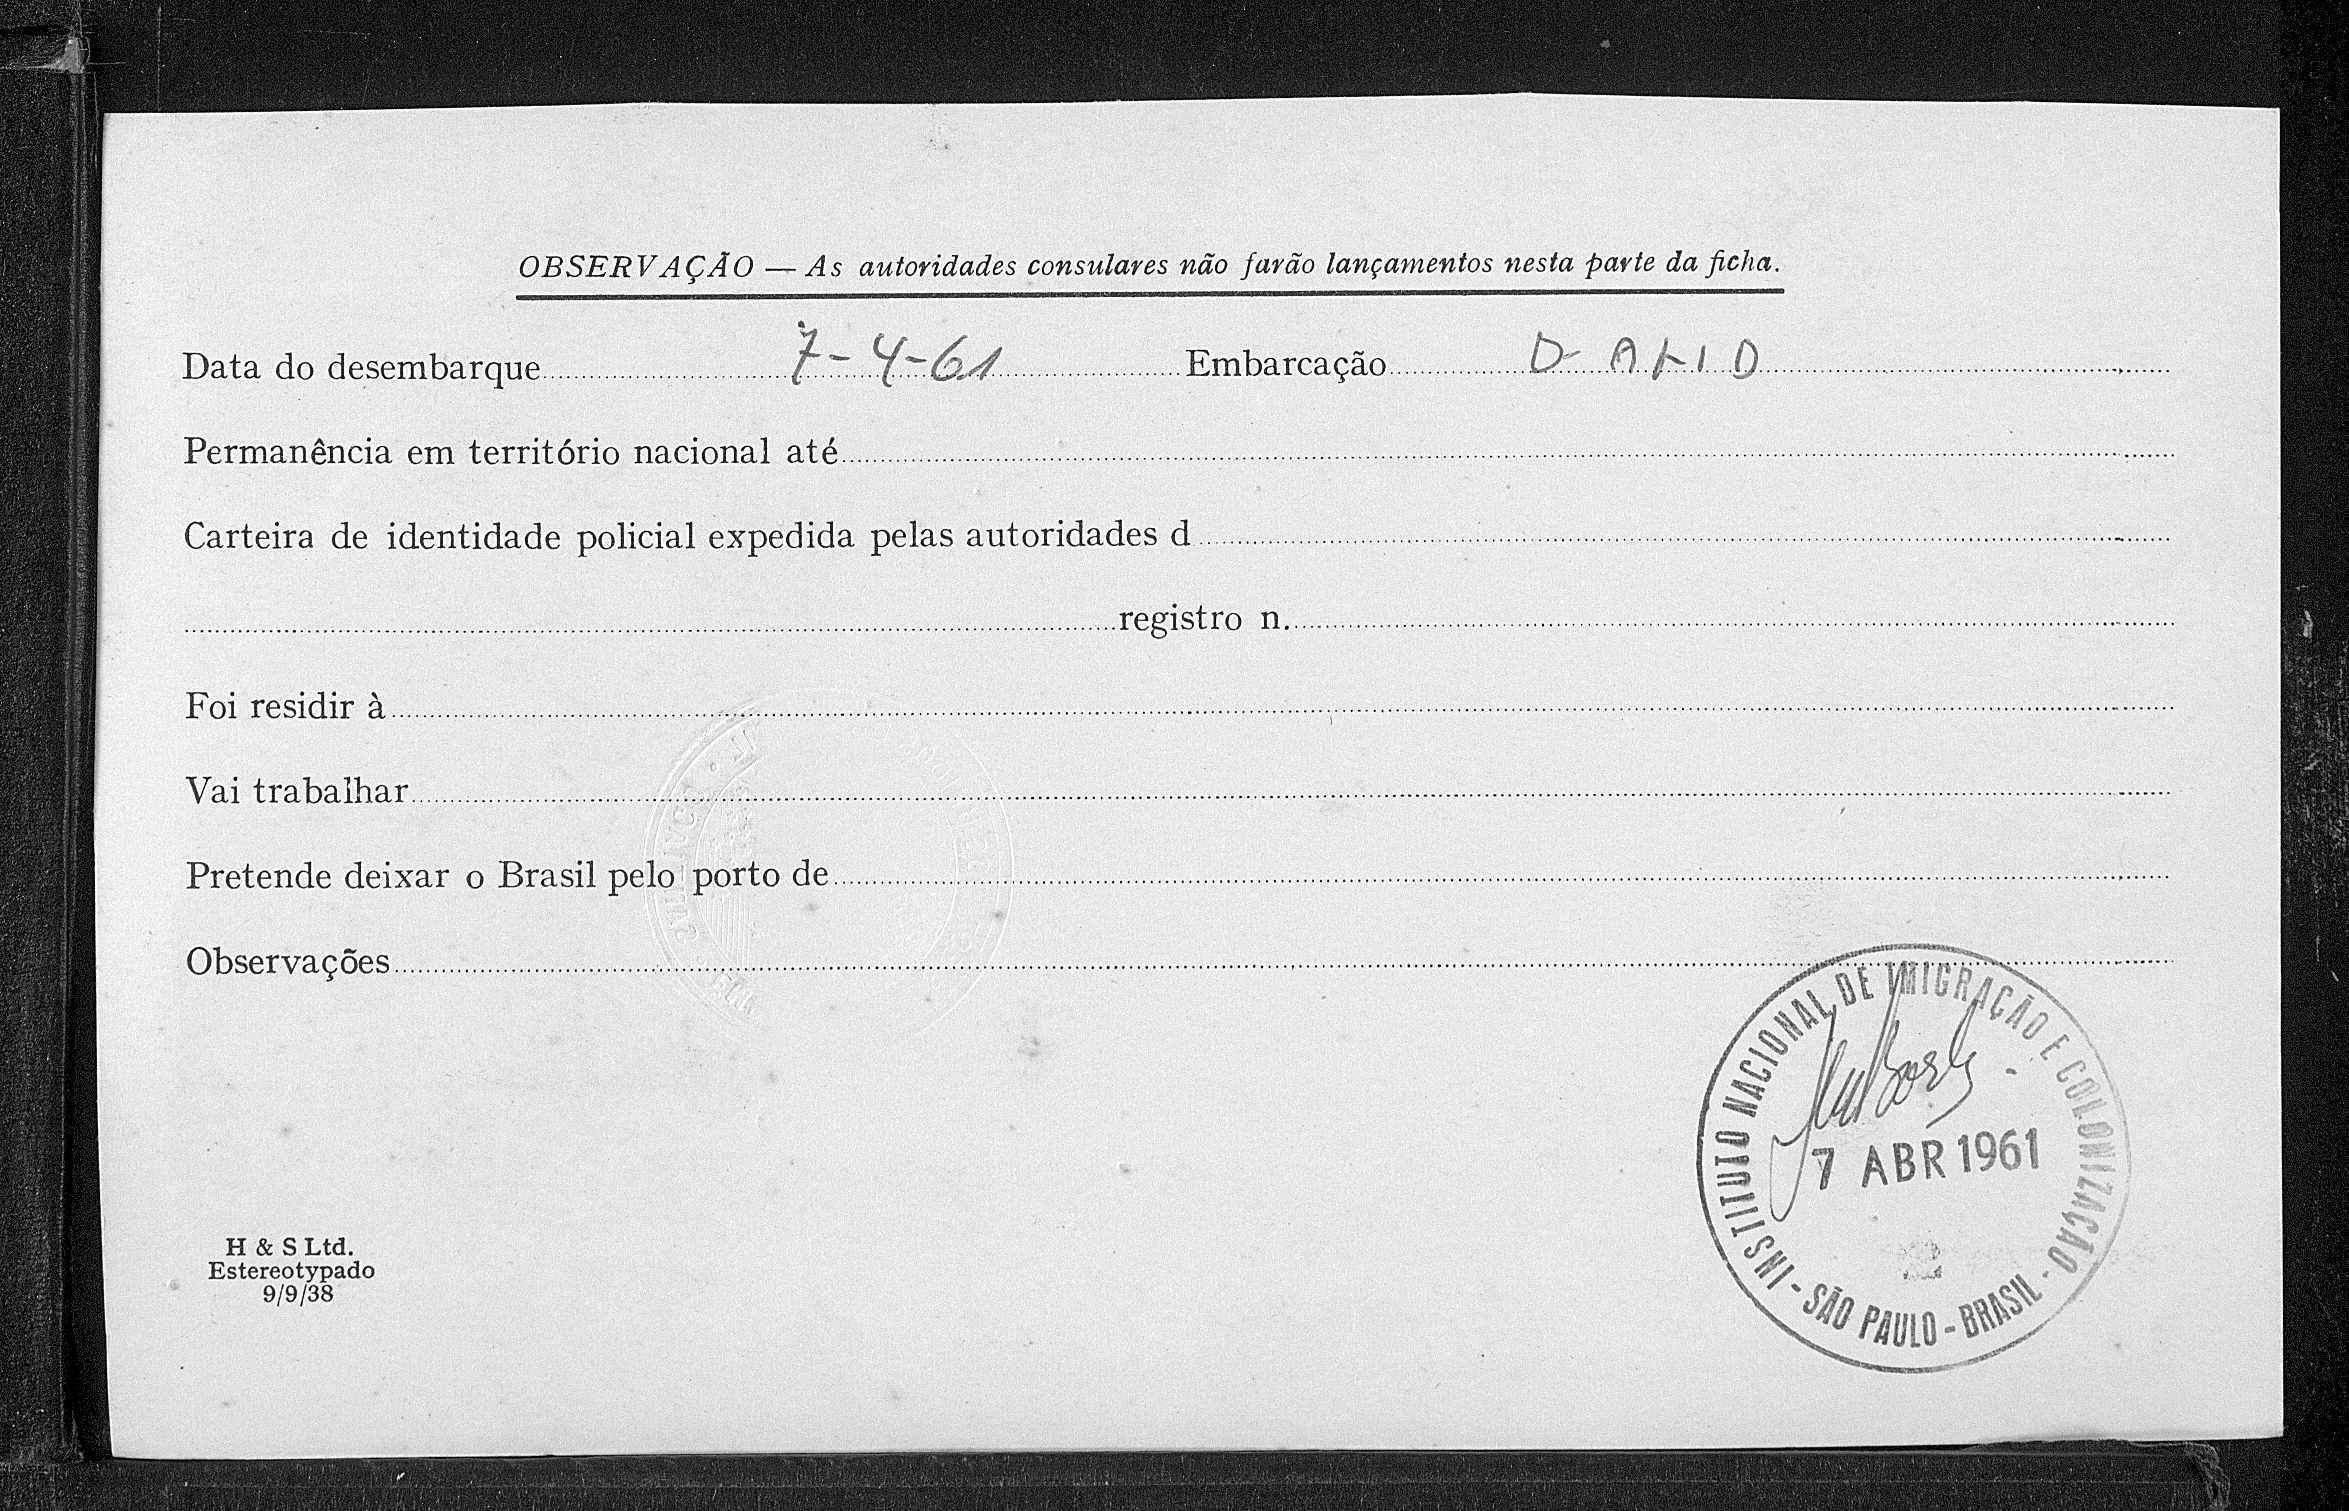 OBSERVAÇÃO — As autoridades consulares não farão lançamentos nesta parte da ficha.
Data do desembarque 7-4-61 Embarcação
Permanência em território nacional até
Carteira de identidade policial expedida pelas autoridades d
registro n.
Foi residir à
Vai trabalhar
Pretende deixar o Brasil pelo porto de
Observações
INSTITUTO NACIONAL DE IMIGRAÇÃO E COLONIZAÇÃO
7 ABR 1961
- SÃO PAULO - BRASIL -
H & S Ltd.
Estereotypado
9/9/38